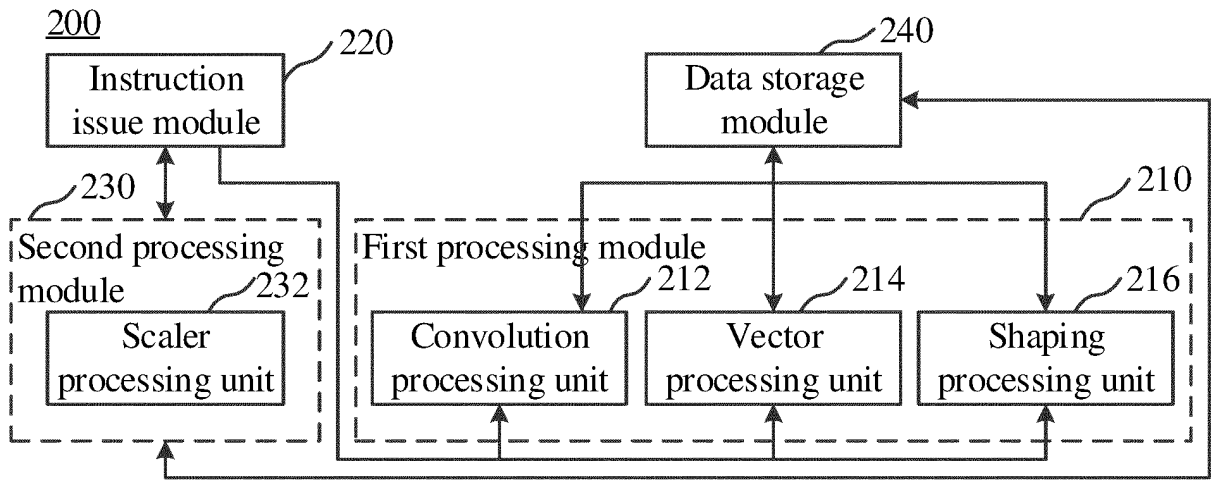 200
220
Instruction
issue module
240
Data storage
module
230
210
Second processing
module
First processing module
232
212
214
216
Scaler
processing unit
Convolution
processing unit
Vector
processing unit
Shaping
processing unit